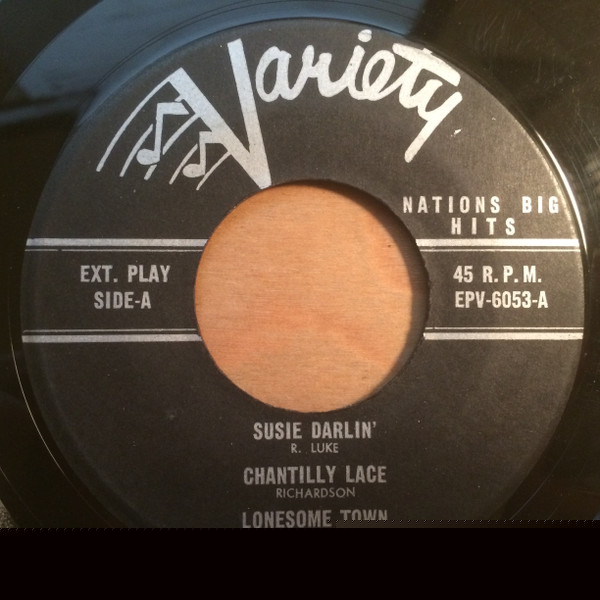 Variety
NATIONS BIG
HITS
EXT. PLAY
SIDE-A
45 R.P.M.
EPV-6053-A
SUSIE DARLIN'
R. LUKE
CHANTILLY LACE
RICHARDSON
LONESOME TOWN